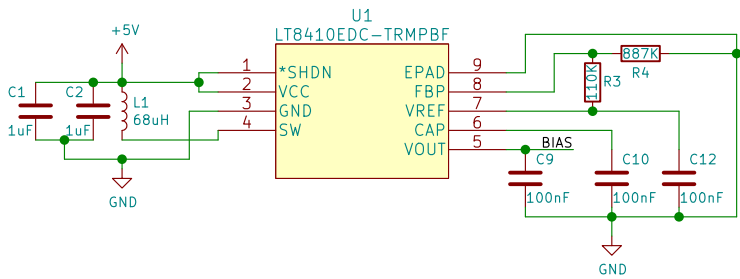 U1
LT8410EDC-TRMPBF
+5V
C1
1uF
C2
1uF
L1
68uH
1
2
3
4
*SHDN
VCC
GND
SW
EPAD
FBP
VREF
CAP
VOUT
9
8
7
6
5
887K
R4
110K
R3
BIAS
C9
100nF
C10
100nF
C12
100nF
GND
GND